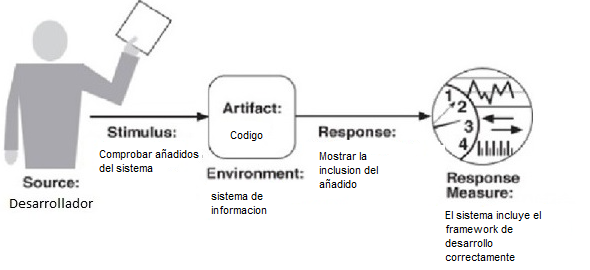 Source:
Desarrollador
Stimulus:
Comprobar añadidos
del sistema
Artifact:
Codigo
Environment:
sistema de
informacion
Response:
Mostrar la
inclusion del
añadido
1
2
3
4
Response
Measure:
El sistema incluye el
framework de
desarrollo
correctamente